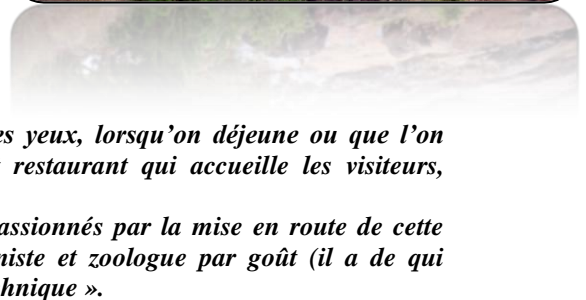 es yeux, lorsqu’on déjeune ou que l’on
restaurant qui accueille les visiteurs,
assionnés par la mise en route de cette
niste et zoologue par goût (il a de qui
hnique ».